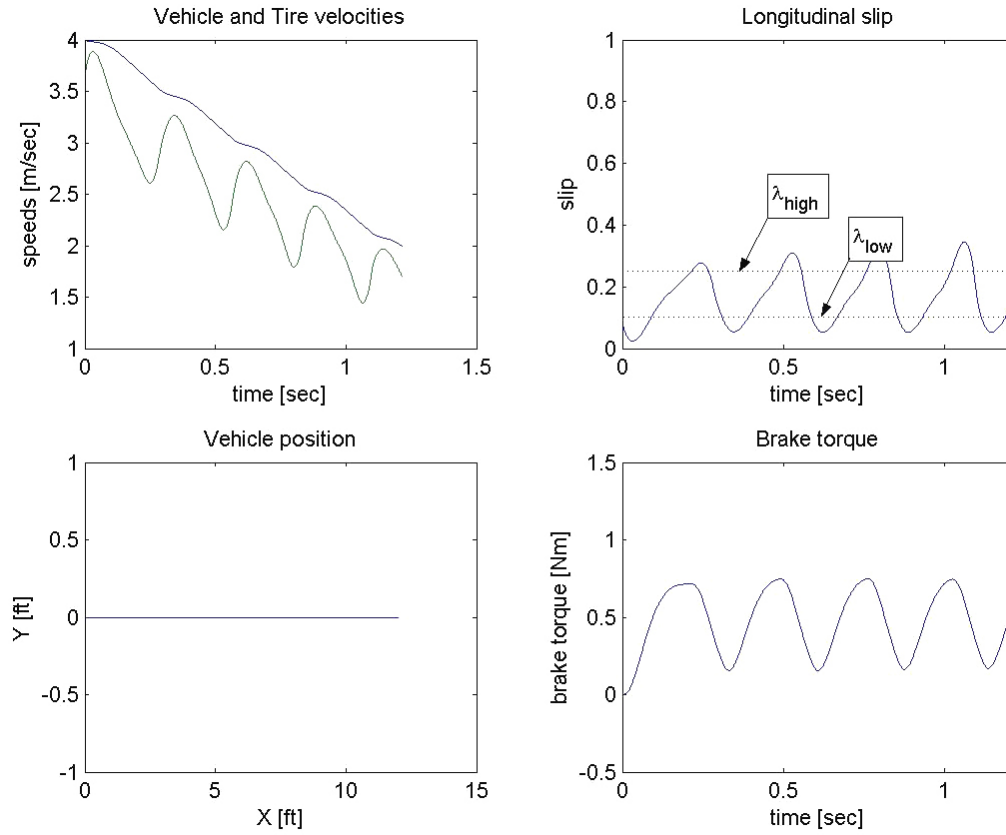 Vehicle and Tire velocities
4
3.5
3
2.5
2
1.5
1
0
0.5
1
1.5
speeds [m/sec]
time [sec]
Longitudinal slip
1
0.8
0.6
0.4
0.2
0
0
0.5
1
slip
λhigh
λlow
time [sec]
Vehicle position
1
0.5
0
-0.5
-1
0
5
10
15
Y [ft]
X [ft]
Brake torque
1.5
1
0.5
0
-0.5
0
0.5
1
brake torque [Nm]
time [sec]